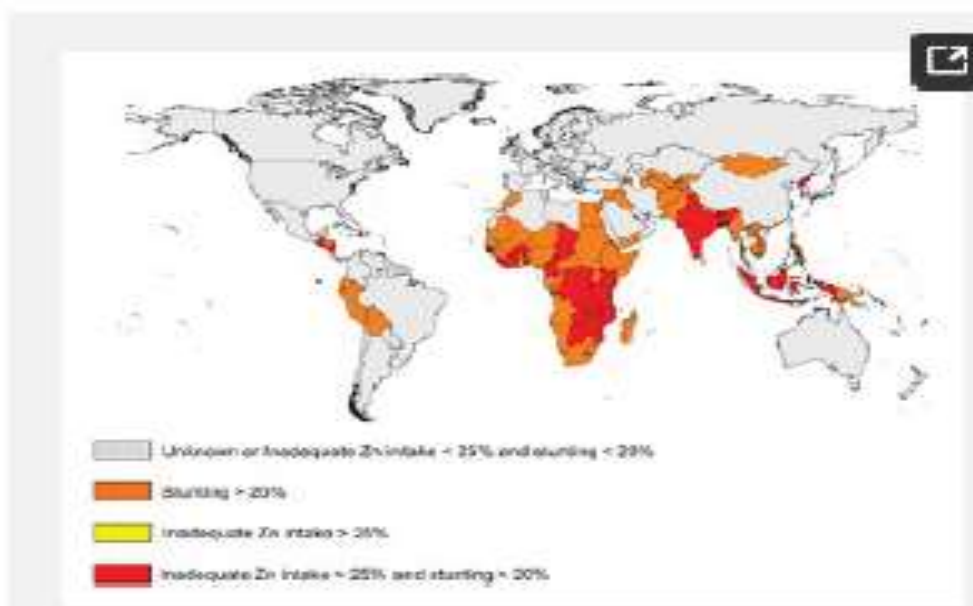 Unknown or Inadequate Zn intake < 25% and stunting < 20%
Stunting > 20%
Inadequate Zn intake > 25%
Inadequate Zn intake > 25% and stunting > 20%